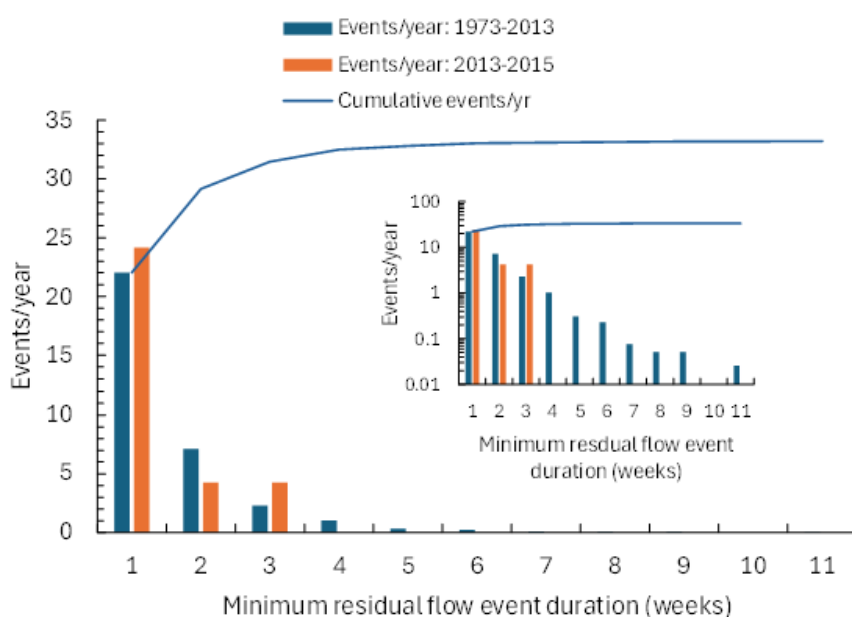 Events/year: 1973-2013
Events/year: 2013-2015
Cumulative events/yr
35
30
25
20
15
10
5
0
Events/year
1 2 3 4 5 6 7 8 9 10 11
Minimum residual flow event duration (weeks)
100
10
1
0.1
0.01
Events/year
1 2 3 4 5 6 7 8 9 10 11
Minimum resdual flow event
duration (weeks)